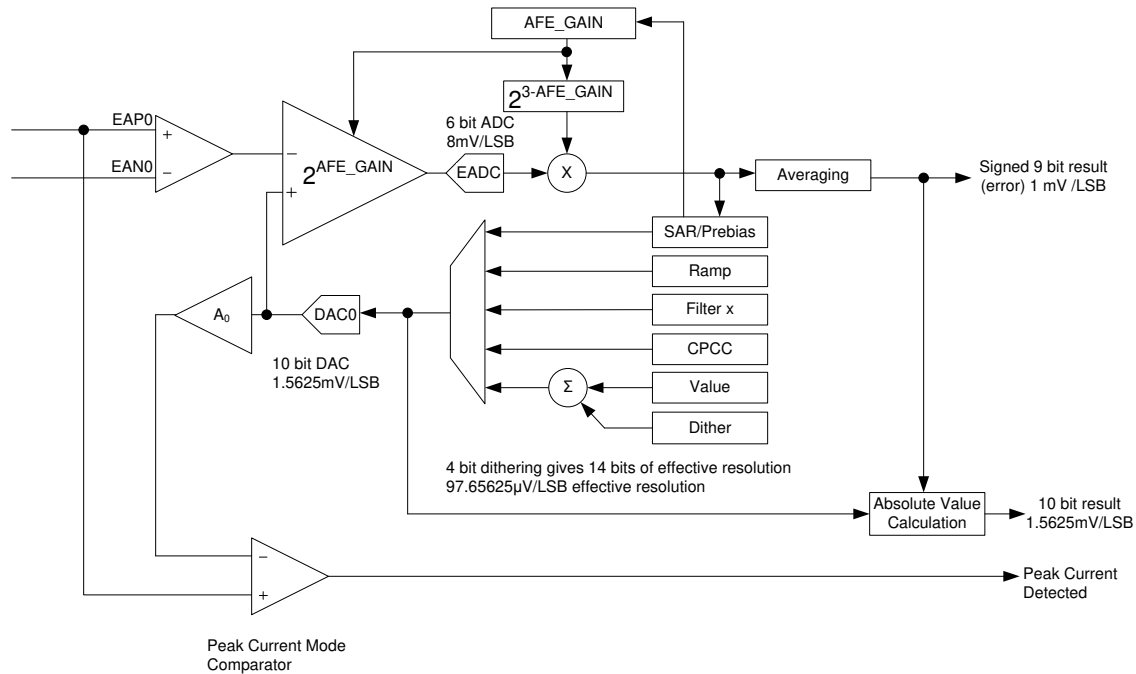 AFE_GAIN
2^3-AFE_GAIN
6 bit ADC
8mV/LSB
EAP0
+
EAN0
−
−
2^AFE_GAIN
+
EADC
X
Averaging
Signed 9 bit result
(error) 1 mV /LSB
SAR/Prebias
Ramp
Filter x
CPCC
Value
Dither
Σ
A₀
DAC0
10 bit DAC
1.5625mV/LSB
4 bit dithering gives 14 bits of effective resolution
97.65625µV/LSB effective resolution
Absolute Value
Calculation
10 bit result
1.5625mV/LSB
−
+
Peak Current
Detected
Peak Current Mode
Comparator